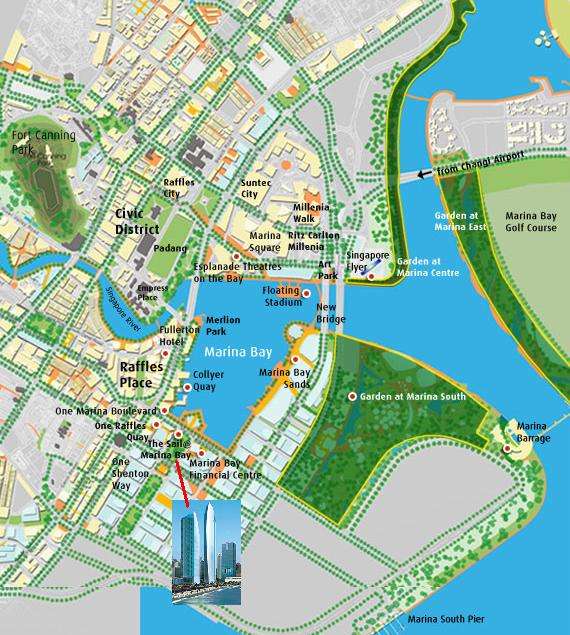 Fort Canning
Park
Canning
Park
from Changi Airport
Raffles
City
Suntec
City
Millenia
Walk
Civic
District
Garden at
Marina East
Marina Bay
Golf Course
Marina
Square
Ritz Carlton
Millenia
Padang
Singapore
Flyer
Esplanade Theatres
on the Bay
Art
Park
Garden at
Marina Centre
Empress
Place
Singapore River
Floating
Stadium
New
Bridge
Merlion
Park
Fullerton
Hotel
Marina Bay
Raffles
Place
Collyer
Quay
Marina Bay
Sands
Garden at Marina South
One Marina Boulevard
One Raffles
Quay
The Sail@
Marina Bay
Marina
Barrage
One
Shenton
Way
Marina Bay
Financial Centre
Marina South Pier